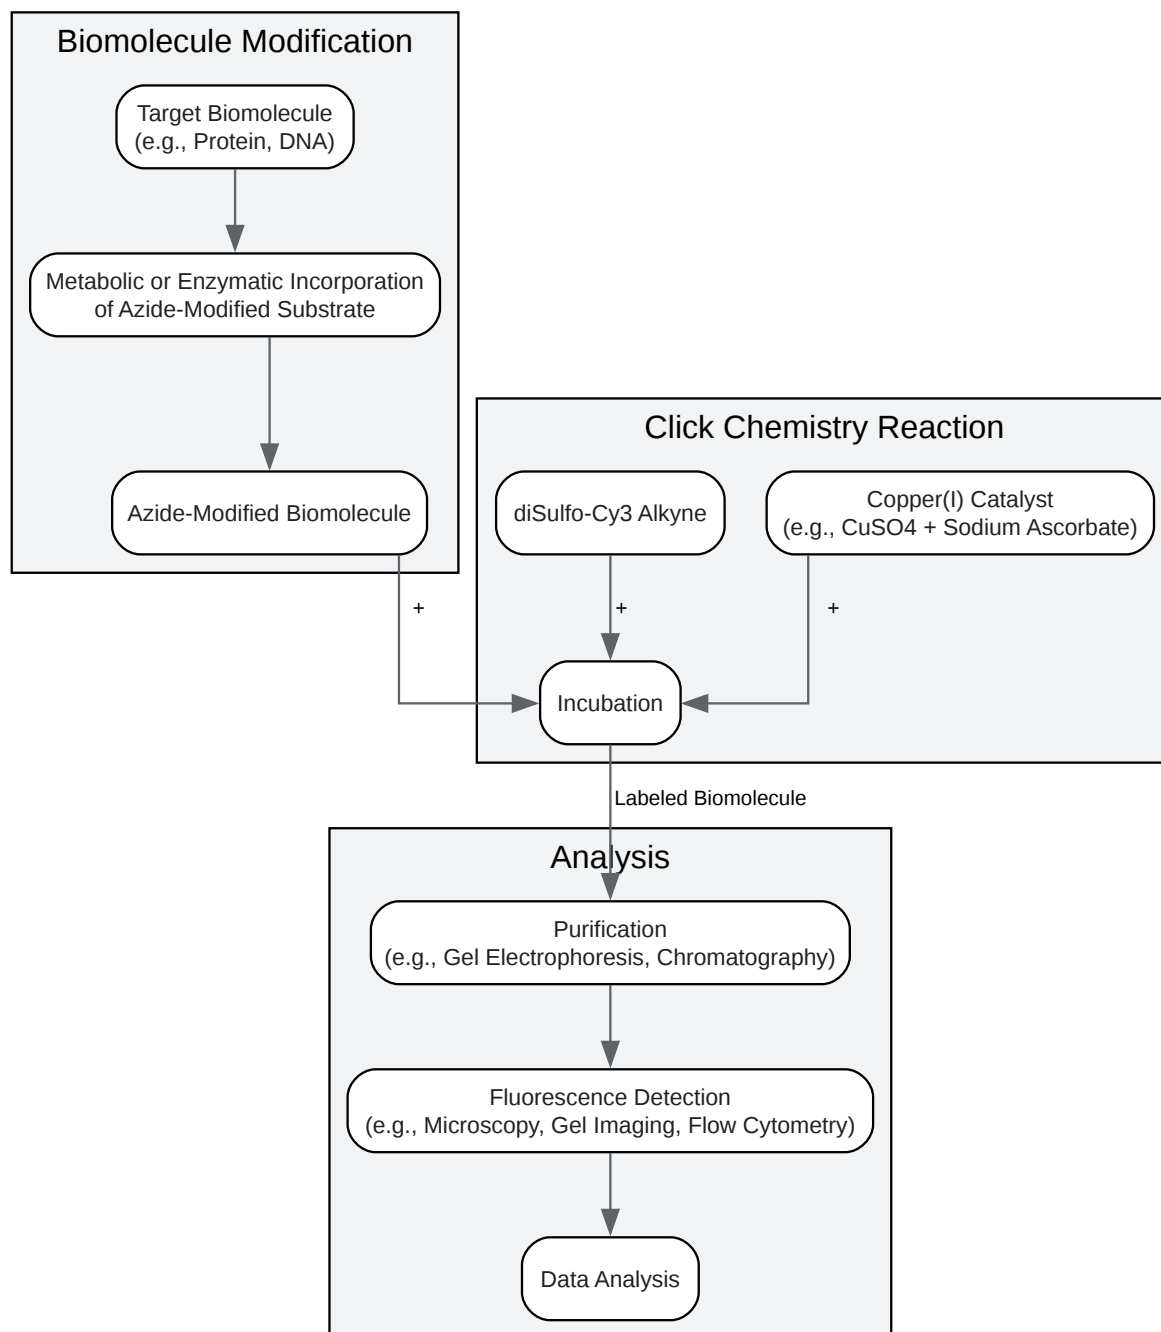 Biomolecule Modification
Target Biomolecule
(e.g., Protein, DNA)
Metabolic or Enzymatic Incorporation
of Azide-Modified Substrate
Azide-Modified Biomolecule
Click Chemistry Reaction
diSulfo-Cy3 Alkyne
Copper(I) Catalyst
(e.g., CuSO4 + Sodium Ascorbate)
+
+
+
Incubation
Labeled Biomolecule
Analysis
Purification
(e.g., Gel Electrophoresis, Chromatography)
Fluorescence Detection
(e.g., Microscopy, Gel Imaging, Flow Cytometry)
Data Analysis